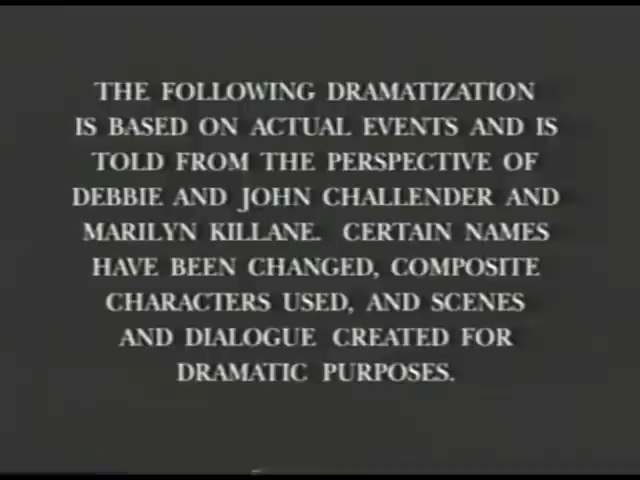 THE FOLLOWING DRAMATIZATION
IS BASED ON ACTUAL EVENTS AND IS
TOLD FROM THE PERSPECTIVE OF
DEBBIE AND JOHN CHALLENDER AND
MARILYN KILLANE. CERTAIN NAMES
HAVE BEEN CHANGED, COMPOSITE
CHARACTERS USED, AND SCENES
AND DIALOGUE CREATED FOR
DRAMATIC PURPOSES.